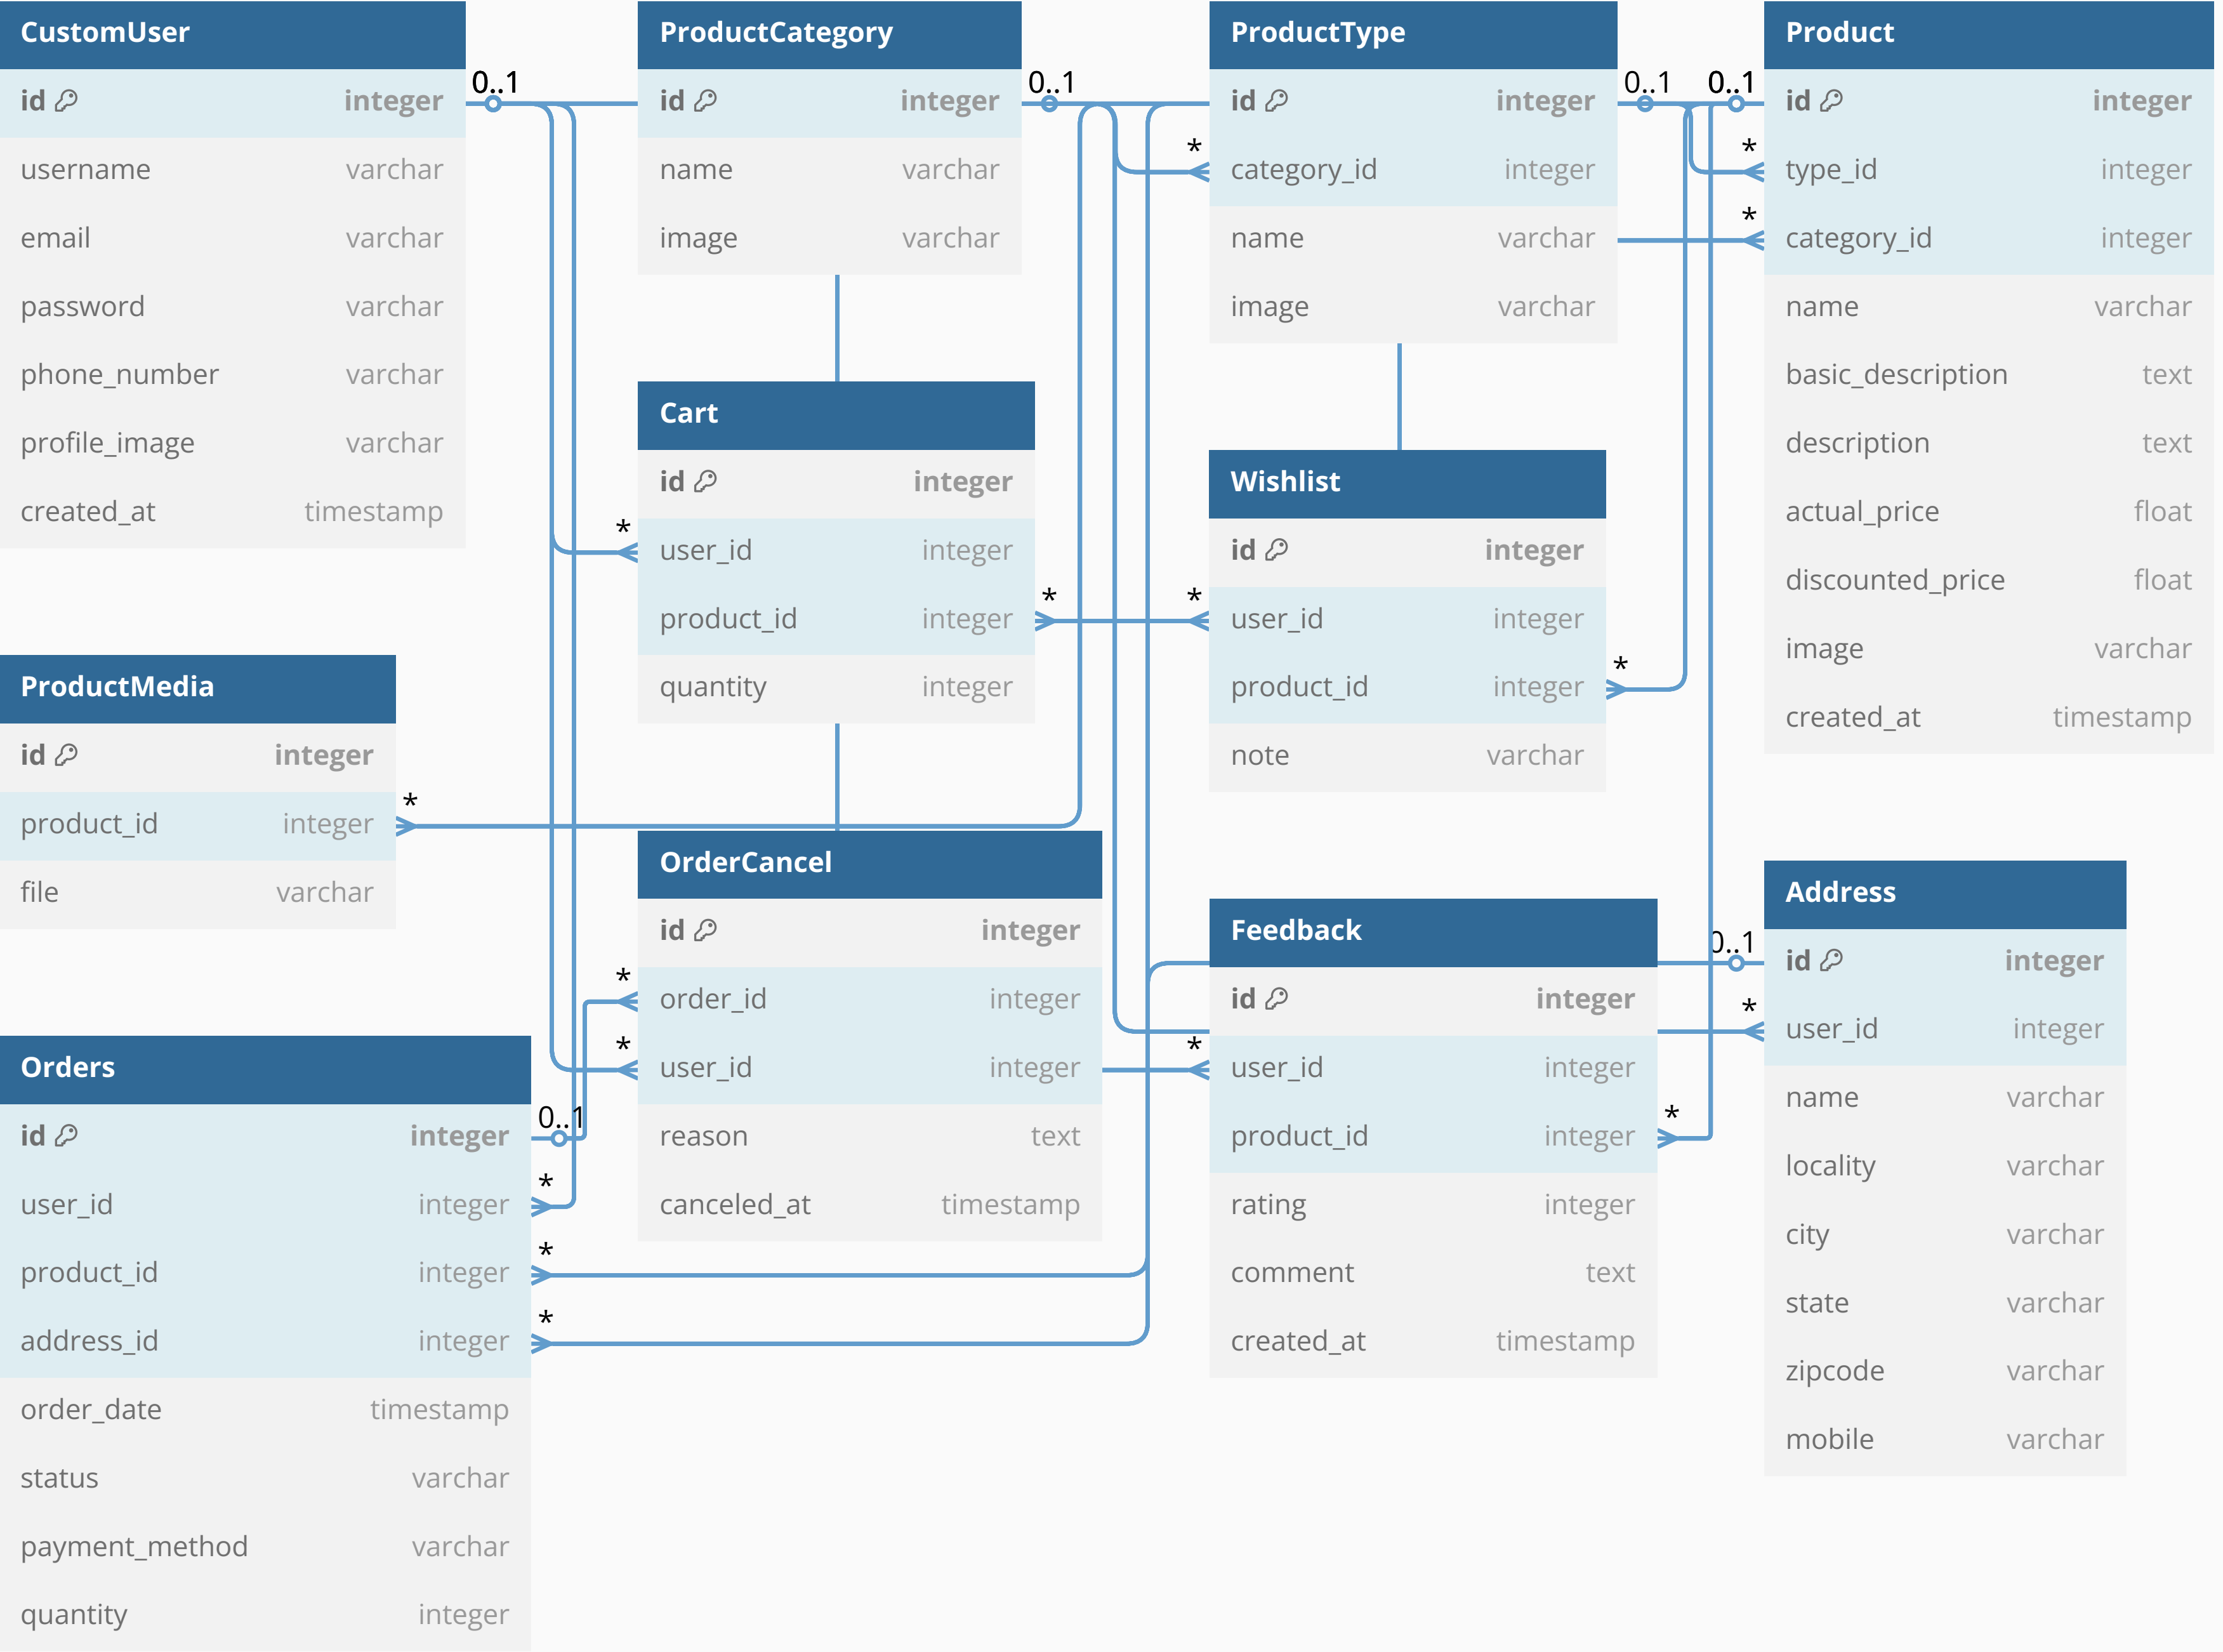 CustomUser
id integer
username varchar
email varchar
password varchar
phone_number varchar
profile_image varchar
created_at timestamp
0..1
ProductCategory
id integer
name varchar
image varchar
0..1
ProductType
id integer
* category_id integer
name varchar
image varchar
0..1
0..1
Product
id integer
* type_id integer
* category_id integer
name varchar
basic_description text
description text
actual_price float
discounted_price float
image varchar
created_at timestamp
Cart
id integer
* user_id integer
product_id integer *
quantity integer
Wishlist
id integer
* user_id integer
product_id integer *
note varchar
ProductMedia
id integer
product_id integer *
file varchar
OrderCancel
id integer
* order_id integer
* user_id integer
reason text
canceled_at timestamp
Feedback
id integer
* user_id integer
product_id integer *
rating integer
comment text
created_at timestamp
Address
0..1
id integer
* user_id integer
name varchar
locality varchar
city varchar
state varchar
zipcode varchar
mobile varchar
Orders
id integer 0..1
user_id integer *
product_id integer *
address_id integer *
order_date timestamp
status varchar
payment_method varchar
quantity integer